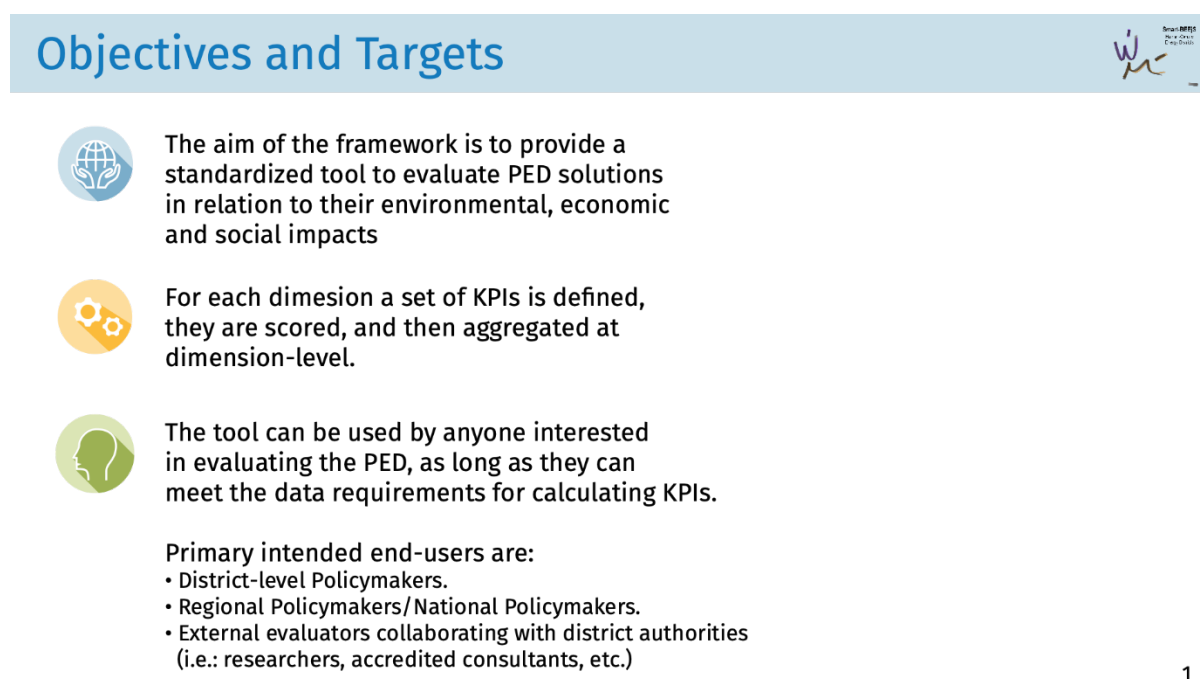 Objectives and Targets
Smart-BEEjS
The aim of the framework is to provide a
standardized tool to evaluate PED solutions
in relation to their environmental, economic
and social impacts
For each dimesion a set of KPIs is defined,
they are scored, and then aggregated at
dimension-level.
The tool can be used by anyone interested
in evaluating the PED, as long as they can
meet the data requirements for calculating KPIs.
Primary intended end-users are:
• District-level Policymakers.
• Regional Policymakers/National Policymakers.
• External evaluators collaborating with district authorities
(i.e.: researchers, accredited consultants, etc.)
1